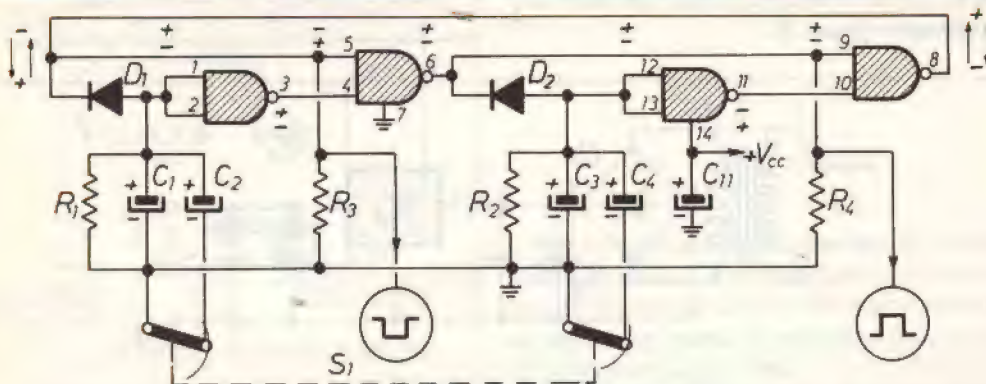 + - 5 + - + - 9
- + 6 - + - 8 +
- D1 1 3 4 D2 12 11 10 -
+ 2 + 7 13 - +
- 14 + +Vcc
R1 + C1 + C2 R3 R2 + C3 + C4 + C11 R4
- - - - -
S1